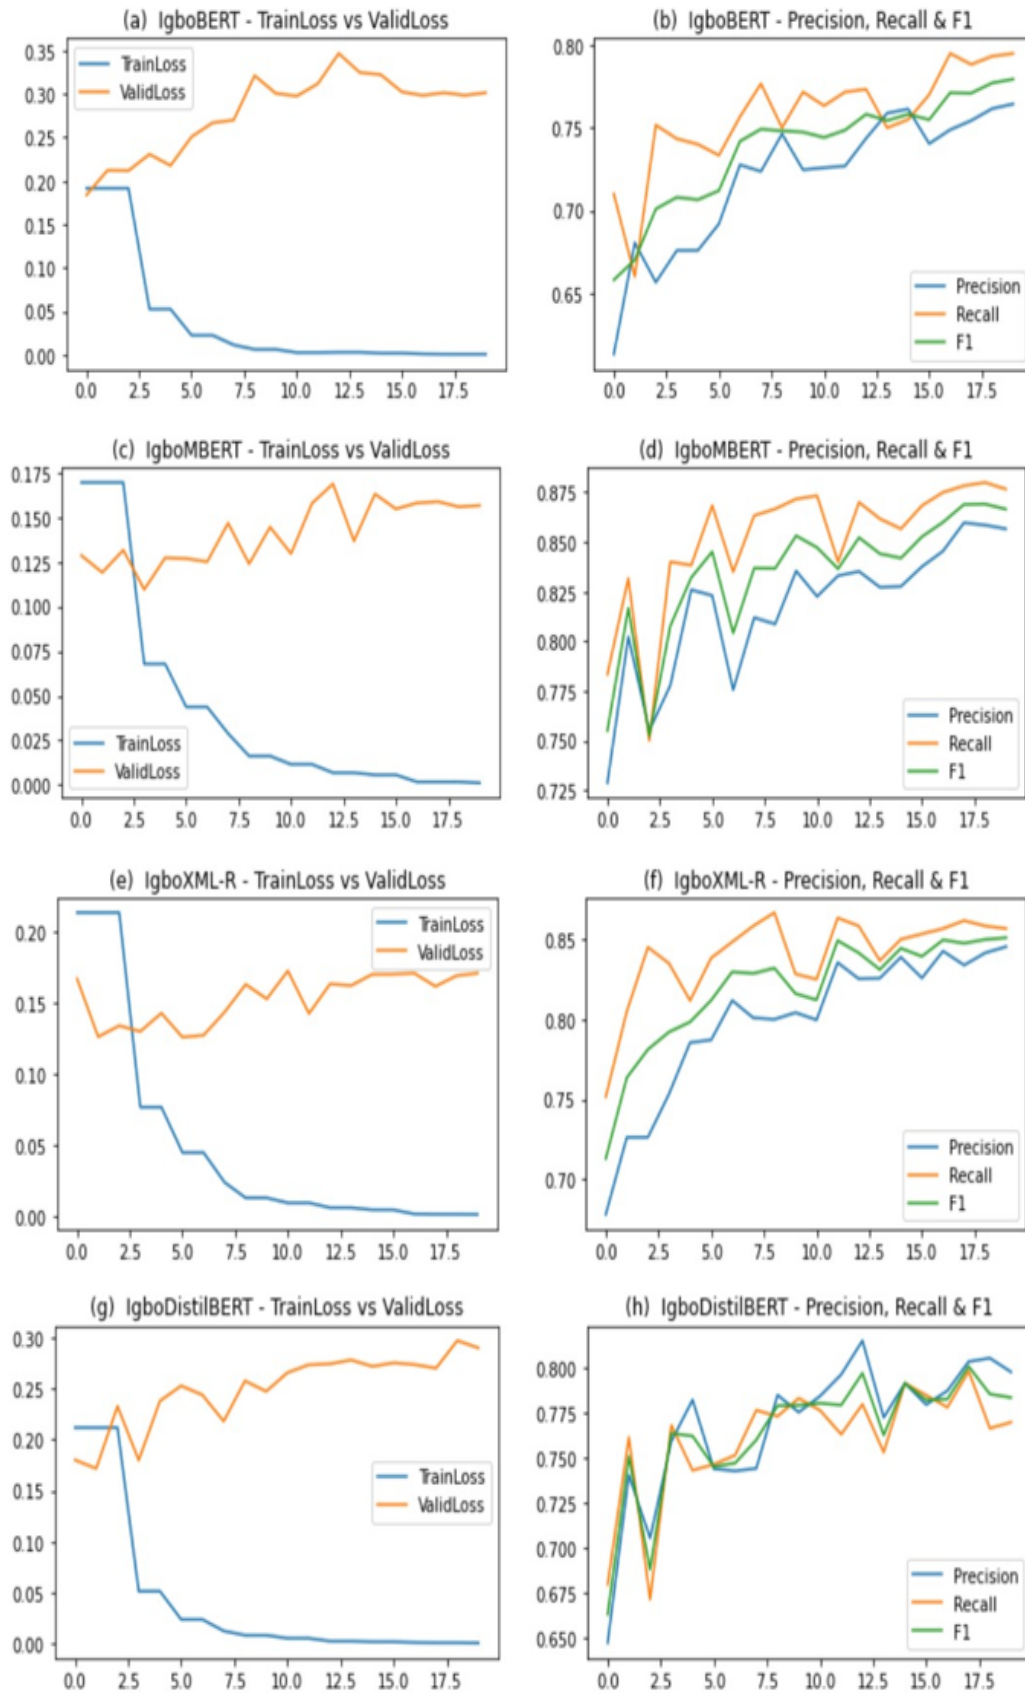 (a) IgboBERT - TrainLoss vs ValidLoss
0.35
0.30
0.25
0.20
0.15
0.10
0.05
0.00
TrainLoss
ValidLoss
0.0 2.5 5.0 7.5 10.0 12.5 15.0 17.5
(b) IgboBERT - Precision, Recall & F1
0.80
0.75
0.70
0.65
Precision
Recall
F1
0.0 2.5 5.0 7.5 10.0 12.5 15.0 17.5
(c) IgboMBERT - TrainLoss vs ValidLoss
0.175
0.150
0.125
0.100
0.075
0.050
0.025
0.000
TrainLoss
ValidLoss
0.0 2.5 5.0 7.5 10.0 12.5 15.0 17.5
(d) IgboMBERT - Precision, Recall & F1
0.875
0.850
0.825
0.800
0.775
0.750
0.725
Precision
Recall
F1
0.0 2.5 5.0 7.5 10.0 12.5 15.0 17.5
(e) IgboXML-R - TrainLoss vs ValidLoss
0.20
0.15
0.10
0.05
0.00
TrainLoss
ValidLoss
0.0 2.5 5.0 7.5 10.0 12.5 15.0 17.5
(f) IgboXML-R - Precision, Recall & F1
0.85
0.80
0.75
0.70
Precision
Recall
F1
0.0 2.5 5.0 7.5 10.0 12.5 15.0 17.5
(g) IgboDistilBERT - TrainLoss vs ValidLoss
0.30
0.25
0.20
0.15
0.10
0.05
0.00
TrainLoss
ValidLoss
0.0 2.5 5.0 7.5 10.0 12.5 15.0 17.5
(h) IgboDistilBERT - Precision, Recall & F1
0.800
0.775
0.750
0.725
0.700
0.675
0.650
Precision
Recall
F1
0.0 2.5 5.0 7.5 10.0 12.5 15.0 17.5